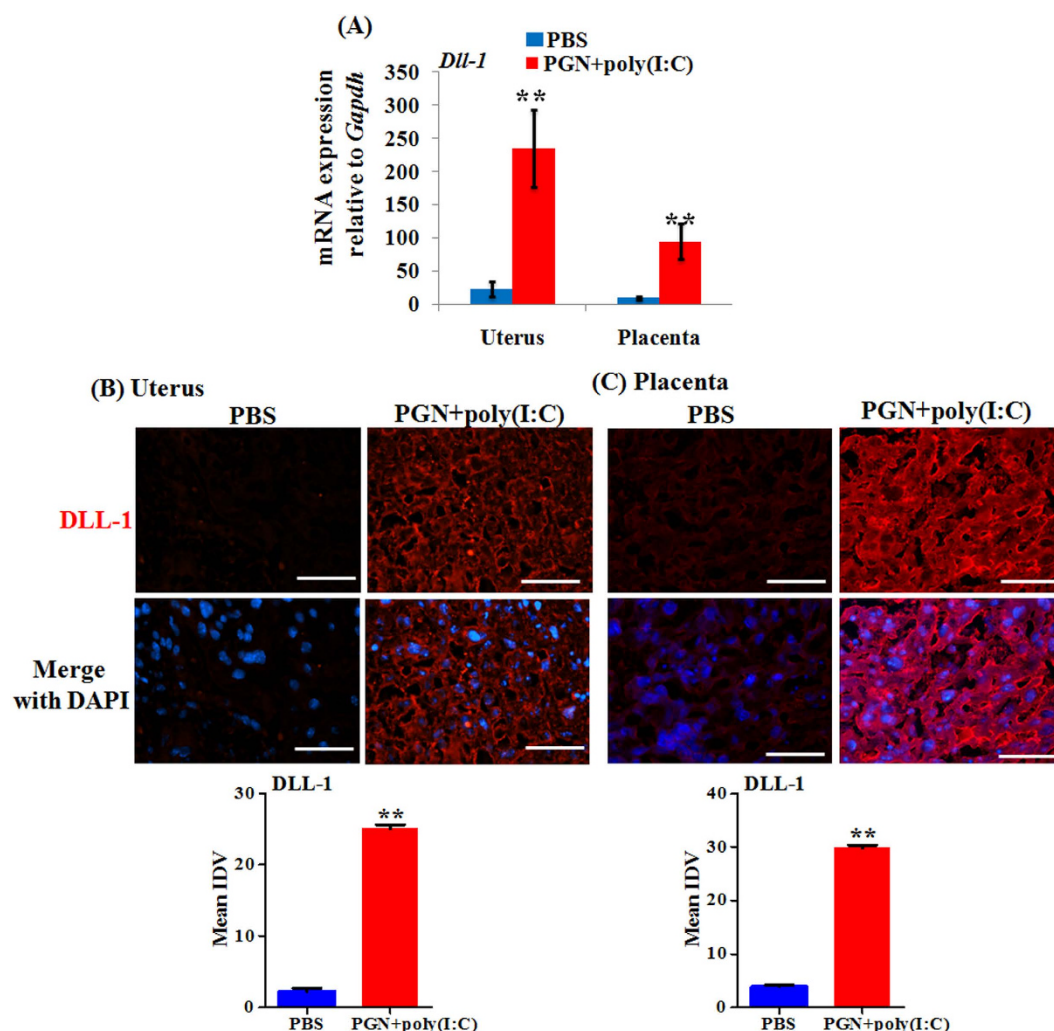 (A)
PBS
PGN+poly(I:C)
Dll-1
mRNA expression
relative to Gapdh
350
300
250
200
150
100
50
0
**
**
Uterus
Placenta
(B) Uterus
(C) Placenta
PBS
PGN+poly(I:C)
PBS
PGN+poly(I:C)
DLL-1
Merge
with DAPI
DLL-1
Mean IDV
30
20
10
0
**
PBS
PGN+poly(I:C)
DLL-1
Mean IDV
40
30
20
10
0
**
PBS
PGN+poly(I:C)